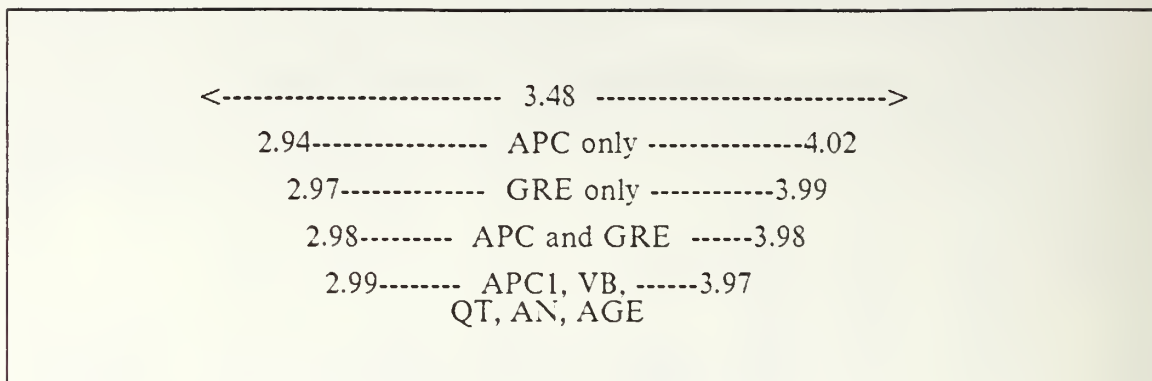 <--------------------------- 3.48 ---------------------------->
2.94----------------- APC only --------------4.02
2.97-------------- GRE only ------------3.99
2.98--------- APC and GRE ------3.98
2.99-------- APC1, VB, ------3.97
QT, AN, AGE